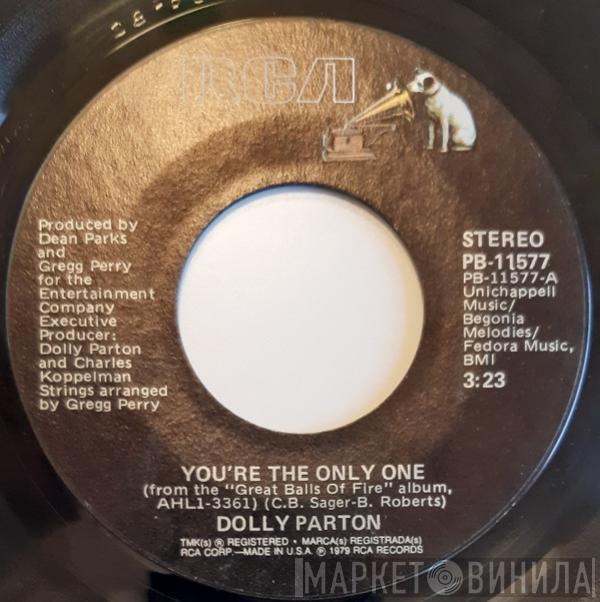 RCA
Produced by
Dean Parks
and
Gregg Perry
for the
Entertainment
Company
Executive
Producer:
Dolly Parton
and Charles
Koppelman
Strings arranged
by Gregg Perry
STEREO
PB-11577
PB-11577-A
Unichappell
Music/
Begonia
Melodies/
Fedora Music,
BMI
3:23
YOU'RE THE ONLY ONE
(from the "Great Balls Of Fire" album,
AHL1-3361) (C.B. Sager-B. Roberts)
DOLLY PARTON
TMK(s) ® REGISTERED • MARCA(s) REGISTRADA(s)
RCA CORP.—MADE IN U.S.A. ℗ 1979 RCA RECORDS
МАРКЕТ ВИНИЛА